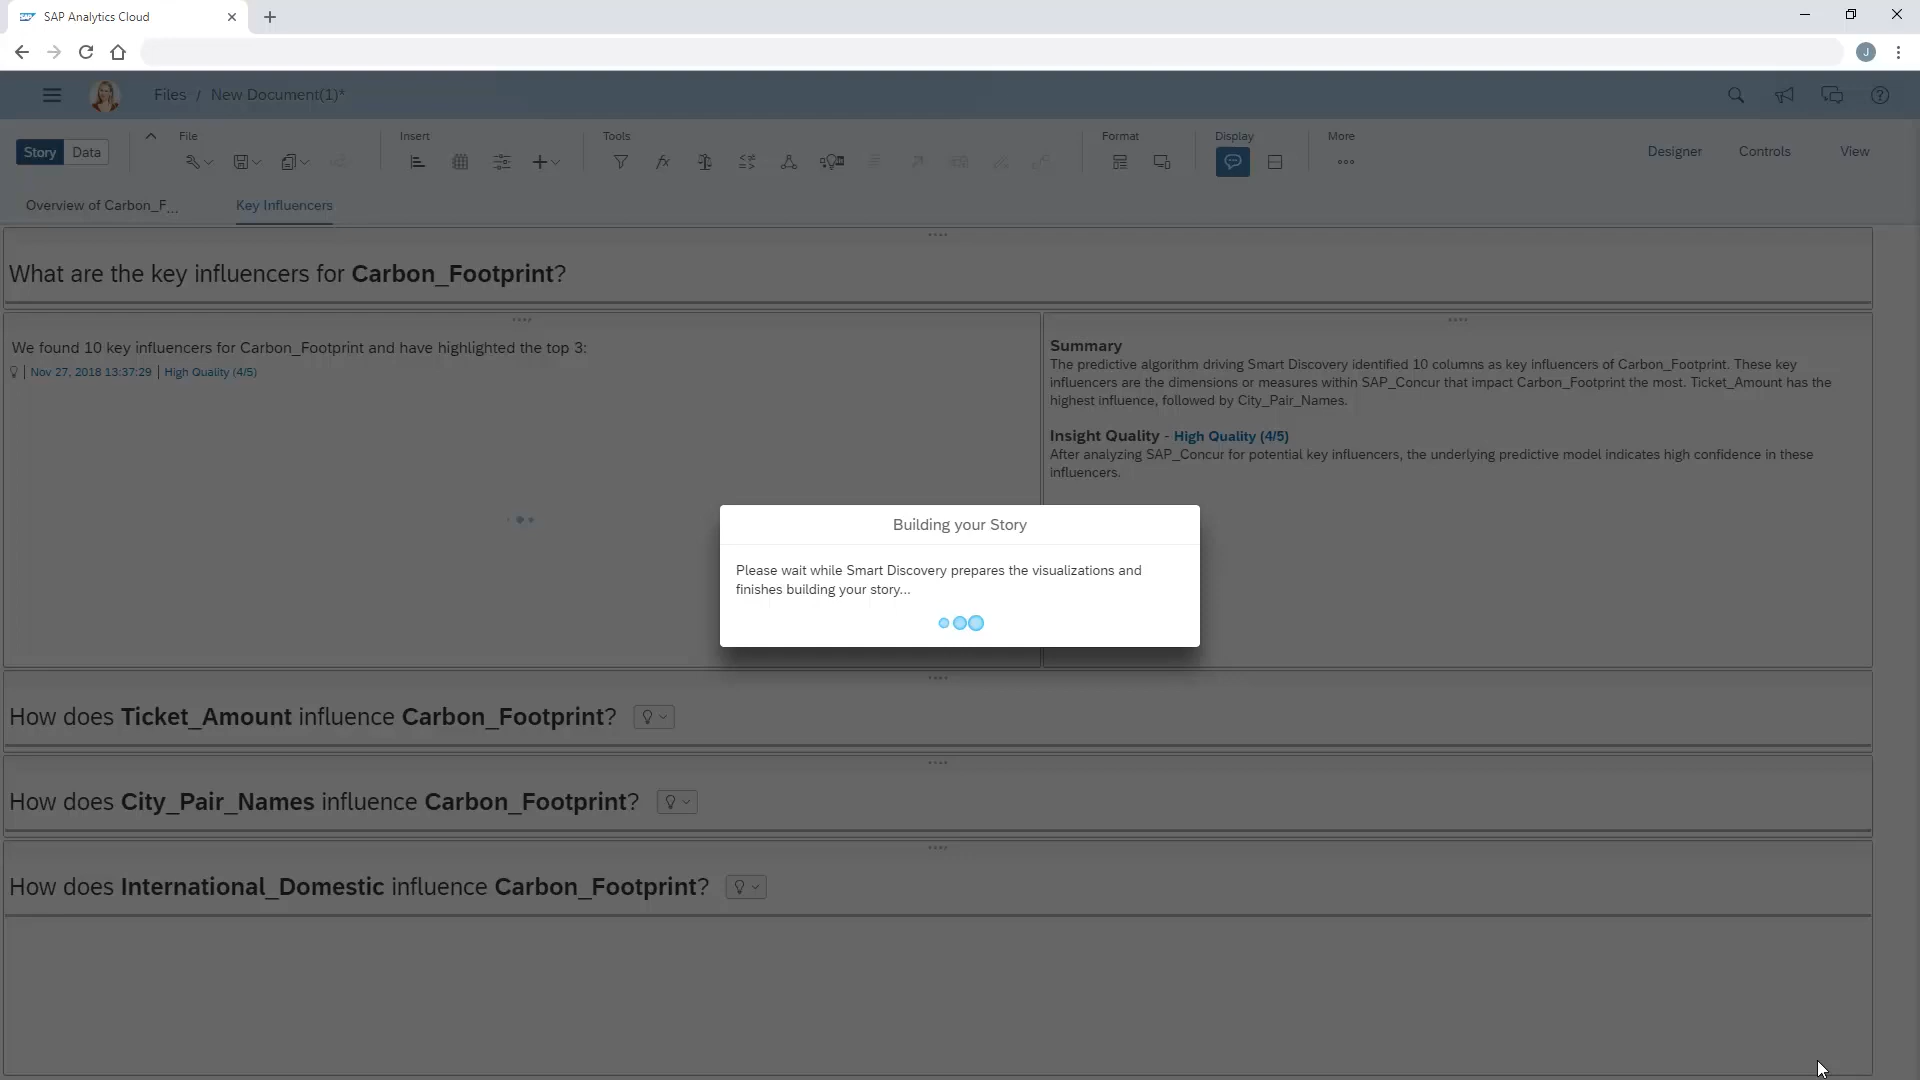 SAP Analytics Cloud
J
Files / New Document(1)*
Story Data
File
Insert
Tools
Format
Display
More
Designer Controls View
Overview of Carbon_F...
Key Influencers
What are the key influencers for Carbon_Footprint?
We found 10 key influencers for Carbon_Footprint and have highlighted the top 3:
Nov 27, 2018 13:37:29 | High Quality (4/5)
Summary
The predictive algorithm driving Smart Discovery identified 10 columns as key influencers of Carbon_Footprint. These key
influencers are the dimensions or measures within SAP_Concur that impact Carbon_Footprint the most. Ticket_Amount has the
highest influence, followed by City_Pair_Names.
Insight Quality - High Quality (4/5)
After analyzing SAP_Concur for potential key influencers, the underlying predictive model indicates high confidence in these
influencers.
Building your Story
Please wait while Smart Discovery prepares the visualizations and
finishes building your story...
How does Ticket_Amount influence Carbon_Footprint?
How does City_Pair_Names influence Carbon_Footprint?
How does International_Domestic influence Carbon_Footprint?